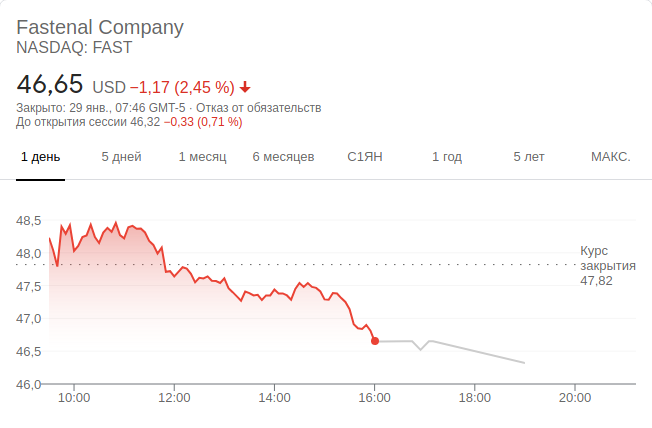 Fastenal Company
NASDAQ: FAST
46,65 USD −1,17 (2,45 %)
Закрыто: 29 янв., 07:46 GMT-5 · Отказ от обязательств
До открытия сессии 46,32 −0,33 (0,71 %)
1 день 5 дней 1 месяц 6 месяцев С1ЯН 1 год 5 лет МАКС.
48,5
48,0
47,5
47,0
46,5
46,0
Курс
закрытия
47,82
10:00 12:00 14:00 16:00 18:00 20:00